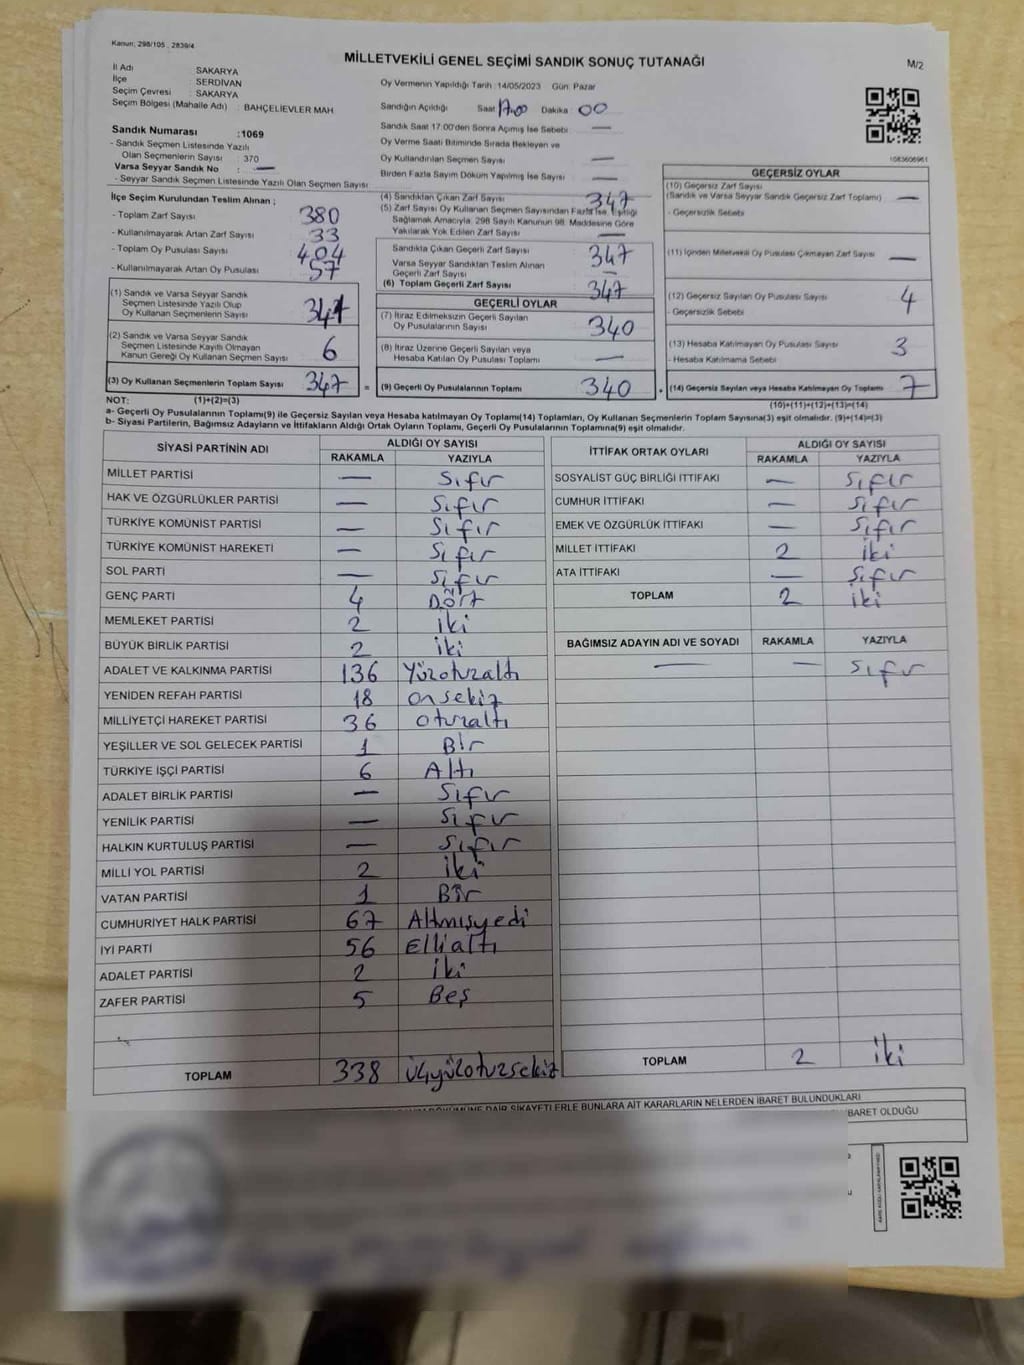 Kanun: 298/105 , 2839/4
MİLLETVEKİLİ GENEL SEÇİMİ SANDIK SONUÇ TUTANAĞI
M/2
İl Adı : SAKARYA
İlçe : SERDİVAN
Seçim Çevresi : SAKARYA
Seçim Bölgesi (Mahalle Adı) : BAHÇELİEVLER MAH
Oy Vermenin Yapıldığı Tarih :14/05/2023 Gün: Pazar
Sandığın Açıldığı Saat 17:00 Dakika : 00
Sandık Saat 17:00'den Sonra Açılmış İse Sebebi : —
Oy Verme Saati Bitiminde Sırada Bekleyen ve
Oy Kullandırılan Seçmen Sayısı : —
Birden Fazla Sayım Döküm Yapılmış İse Sayısı : —
Sandık Numarası :1069
- Sandık Seçmen Listesinde Yazılı
Olan Seçmenlerin Sayısı : 370
Varsa Seyyar Sandık No : —
- Seyyar Sandık Seçmen Listesinde Yazılı Olan Seçmen Sayısı
1083606961
İlçe Seçim Kurulundan Teslim Alınan ;
- Toplam Zarf Sayısı : 380
- Kullanılmayarak Artan Zarf Sayısı : 33
- Toplam Oy Pusulası Sayısı : 404
- Kullanılmayarak Artan Oy Pusulası : 57
(1) Sandık ve Varsa Seyyar Sandık
Seçmen Listesinde Yazılı Olup
Oy Kullanan Seçmenlerin Sayısı : 341
(2) Sandık ve Varsa Seyyar Sandık
Seçmen Listesinde Kayıtlı Olmayan
Kanun Gereği Oy Kullanan Seçmen Sayısı : 6
(3) Oy Kullanan Seçmenlerin Toplam Sayısı : 347 =
(4) Sandıktan Çıkan Zarf Sayısı : 347
(5) Zarf Sayısı Oy Kullanan Seçmen Sayısından Fazla İse, Eşitliği
Sağlamak Amacıyla, 298 Sayılı Kanunun 98. Maddesine Göre
Yakılarak Yok Edilen Zarf Sayısı : —
Sandıkta Çıkan Geçerli Zarf Sayısı : 347
Varsa Seyyar Sandıktan Teslim Alınan
Geçerli Zarf Sayısı : —
(6) Toplam Geçerli Zarf Sayısı : 347
GEÇERLİ OYLAR
(7) İtiraz Edilmeksizin Geçerli Sayılan
Oy Pusulalarının Sayısı : 340
(8) İtiraz Üzerine Geçerli Sayılan veya
Hesaba Katılan Oy Pusulası Toplamı : —
(9) Geçerli Oy Pusulalarının Toplamı : 340
GEÇERSİZ OYLAR
(10) Geçersiz Zarf Sayısı
(Sandık ve Varsa Seyyar Sandık Geçersiz Zarf Toplamı) : —
- Geçersizlik Sebebi
(11) İçinden Milletvekili Oy Pusulası Çıkmayan Zarf Sayısı : —
(12) Geçersiz Sayılan Oy Pusulası Sayısı : 4
- Geçersizlik Sebebi
(13) Hesaba Katılmayan Oy Pusulası Sayısı : 3
- Hesaba Katılmama Sebebi
(14) Geçersiz Sayılan veya Hesaba Katılmayan Oy Toplamı : 7
NOT: (1)+(2)=(3) (10)+(11)+(12)+(13)=(14)
a- Geçerli Oy Pusulalarının Toplamı(9) ile Geçersiz Sayılan veya Hesaba katılmayan Oy Toplamı(14) Toplamları, Oy Kullanan Seçmenlerin Toplam Sayısına(3) eşit olmalıdır. (9)+(14)=(3)
b- Siyasi Partilerin, Bağımsız Adayların ve İttifakların Aldığı Ortak Oyların Toplamı, Geçerli Oy Pusulalarının Toplamına(9) eşit olmalıdır.
SİYASİ PARTİNİN ADI ALDIĞI OY SAYISI
RAKAMLA YAZIYLA
MİLLET PARTİSİ — Sıfır
HAK VE ÖZGÜRLÜKLER PARTİSİ — Sıfır
TÜRKİYE KOMÜNİST PARTİSİ — Sıfır
TÜRKİYE KOMÜNİST HAREKETİ — Sıfır
SOL PARTİ — Sıfır
GENÇ PARTİ 4 Dört
MEMLEKET PARTİSİ 2 iki
BÜYÜK BİRLİK PARTİSİ 2 iki
ADALET VE KALKINMA PARTİSİ 136 Yüzotuzaltı
YENİDEN REFAH PARTİSİ 18 onsekiz
MİLLİYETÇİ HAREKET PARTİSİ 36 otuzaltı
YEŞİLLER VE SOL GELECEK PARTİSİ 1 Bir
TÜRKİYE İŞÇİ PARTİSİ 6 Altı
ADALET BİRLİK PARTİSİ — Sıfır
YENİLİK PARTİSİ — Sıfır
HALKIN KURTULUŞ PARTİSİ — Sıfır
MİLLİ YOL PARTİSİ 2 iki
VATAN PARTİSİ 1 Bir
CUMHURİYET HALK PARTİSİ 67 Altmışyedi
İYİ PARTİ 56 Ellialtı
ADALET PARTİSİ 2 iki
ZAFER PARTİSİ 5 Beş
TOPLAM 338 üçyüzotuzsekiz
İTTİFAK ORTAK OYLARI ALDIĞI OY SAYISI
RAKAMLA YAZIYLA
SOSYALİST GÜÇ BİRLİĞİ İTTİFAKI — Sıfır
CUMHUR İTTİFAKI — Sıfır
EMEK VE ÖZGÜRLÜK İTTİFAKI — Sıfır
MİLLET İTTİFAKI 2 iki
ATA İTTİFAKI — Sıfır
TOPLAM 2 iki
BAĞIMSIZ ADAYIN ADI VE SOYADI RAKAMLA YAZIYLA
— — Sıfır
TOPLAM 2 iki
DAİR ŞİKAYETLERLE BUNLARA AİT KARARLARIN NELERDEN İBARET BULUNDUKLARI
İBARET OLDUĞU